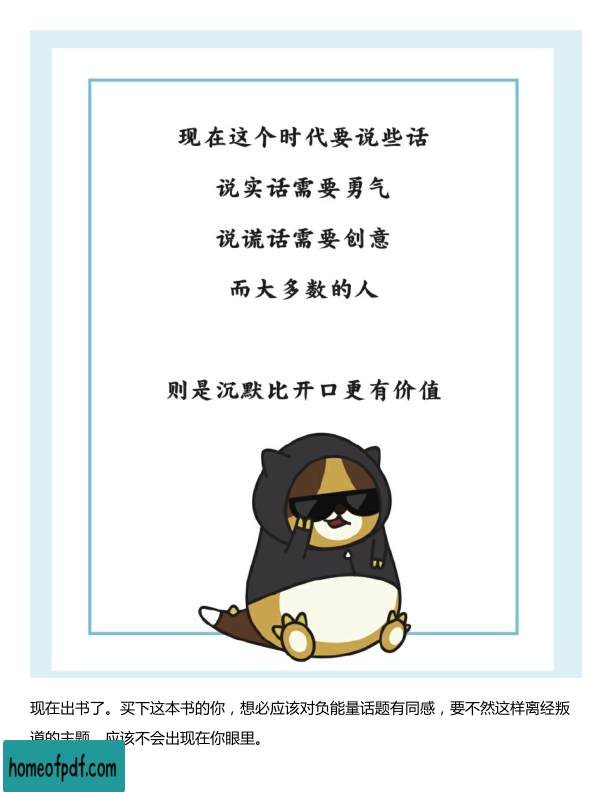 现在这个时代要说些话
说实话需要勇气
说谎话需要创意
而大多数的人
则是沉默比开口更有价值
现在出书了。买下这本书的你，想必应该对负能量话题有同感，要不然这样离经叛
道的主题，应该不会出现在你眼里。
homeofpdf.com